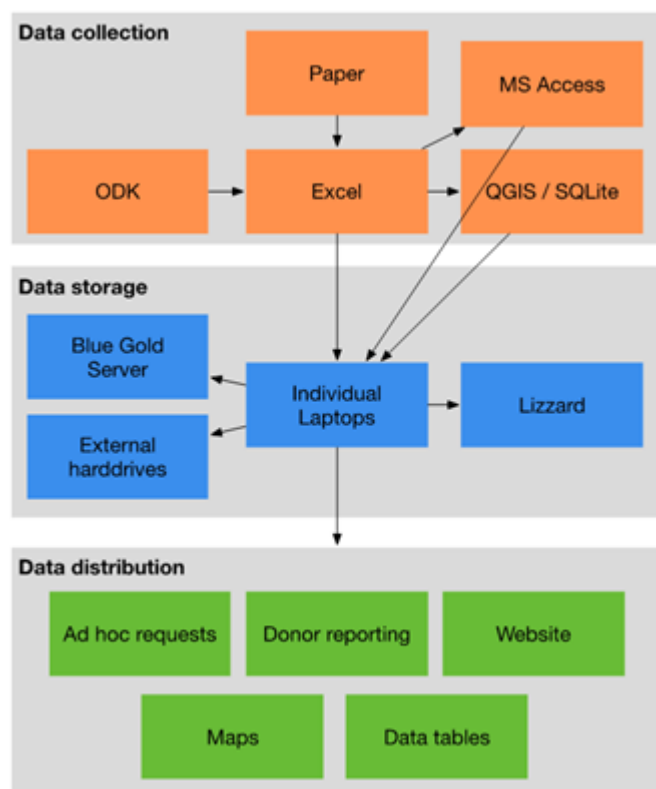 Data collection
Paper
MS Access
ODK
Excel
QGIS / SQLite
Data storage
Blue Gold
Server
Individual
Laptops
Lizzard
External
harddrives
Data distribution
Ad hoc requests
Donor reporting
Website
Maps
Data tables